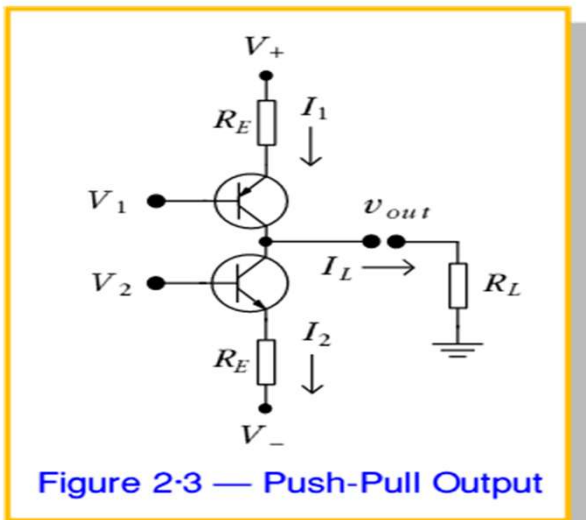 V+
RE I1
V1
vout
IL
V2
RL
I2
RE
V−
Figure 2·3 — Push-Pull Output